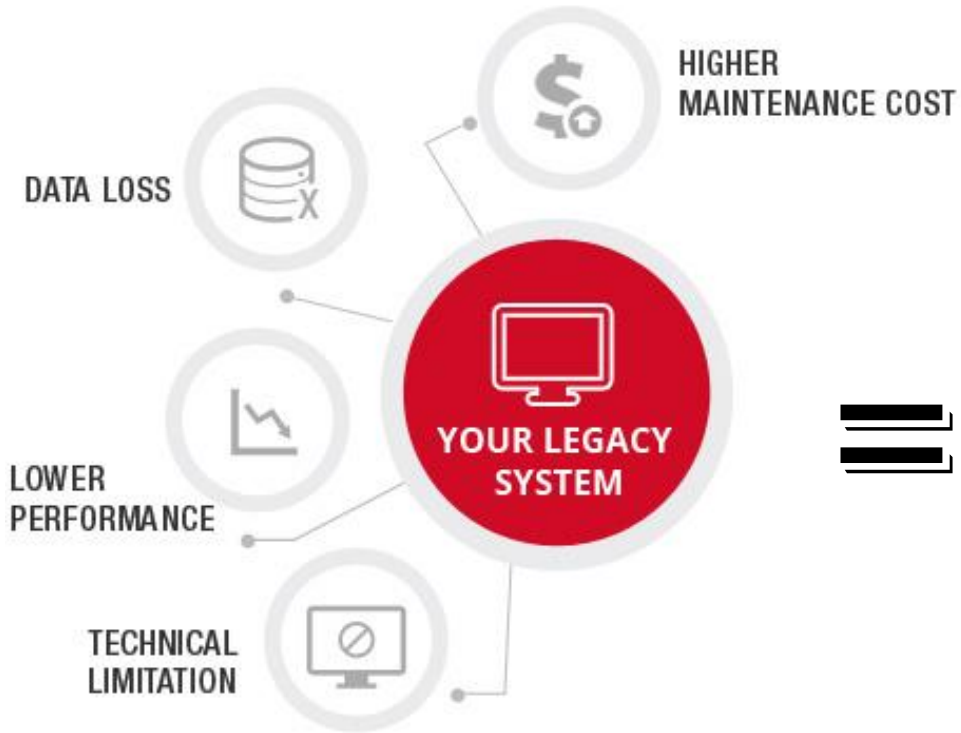 HIGHER
MAINTENANCE COST
DATA LOSS
X
YOUR LEGACY
SYSTEM
LOWER
PERFORMANCE
TECHNICAL
LIMITATION